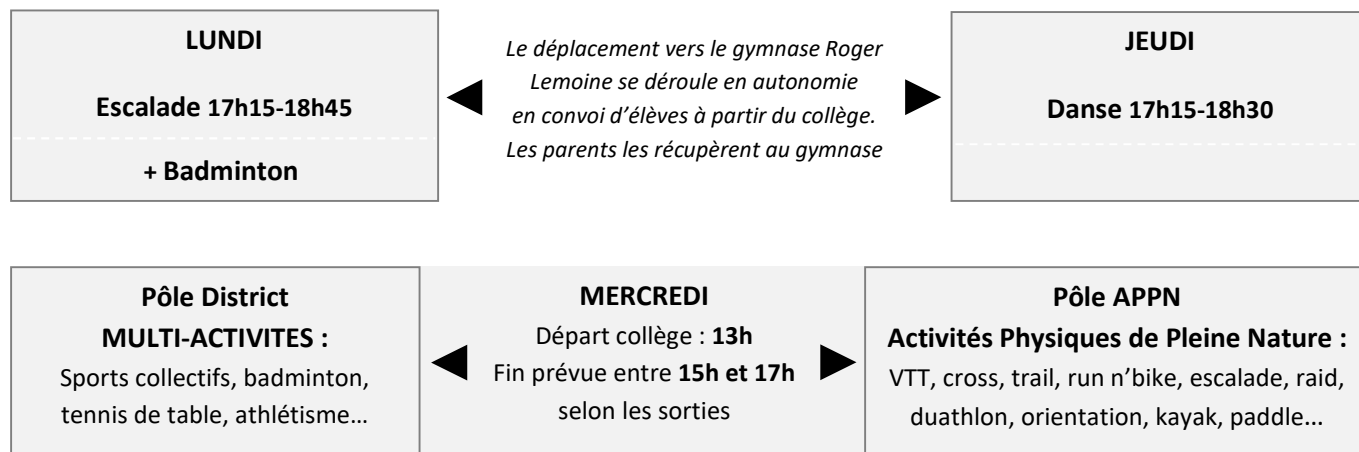 LUNDI
Escalade 17h15-18h45
+ Badminton
Le déplacement vers le gymnase Roger
Lemoine se déroule en autonomie
en convoi d’élèves à partir du collège.
Les parents les récupèrent au gymnase
JEUDI
Danse 17h15-18h30
Pôle District
MULTI-ACTIVITES :
Sports collectifs, badminton,
tennis de table, athlétisme…
MERCREDI
Départ collège : 13h
Fin prévue entre 15h et 17h
selon les sorties
Pôle APPN
Activités Physiques de Pleine Nature :
VTT, cross, trail, run n’bike, escalade, raid,
duathlon, orientation, kayak, paddle...